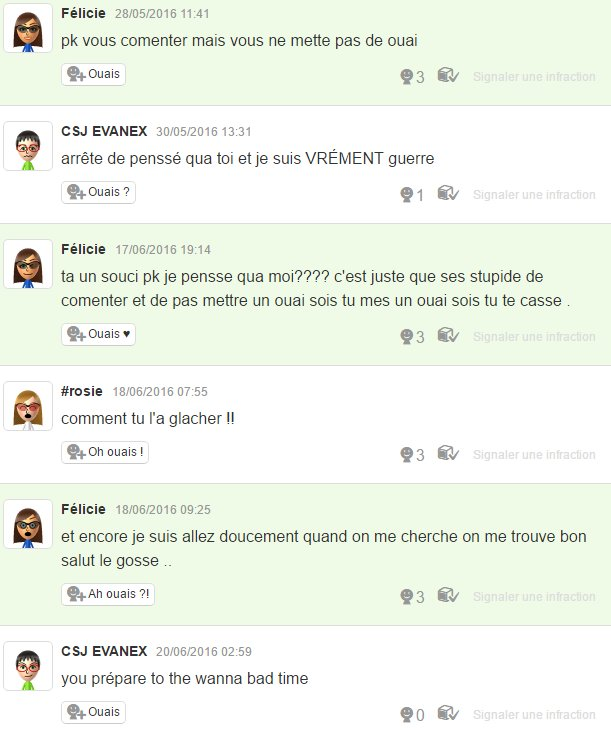 Félicie 28/05/2016 11:41
pk vous comenter mais vous ne mette pas de ouai
Ouais 3 Signaler une infraction
CSJ EVANEX 30/05/2016 13:31
arrête de penssé qua toi et je suis VRÉMENT guerre
Ouais ? 1 Signaler une infraction
Félicie 17/06/2016 19:14
ta un souci pk je pensse qua moi???? c'est juste que ses stupide de
comenter et de pas mettre un ouai sois tu mes un ouai sois tu te casse .
Ouais ♥ 3 Signaler une infraction
#rosie 18/06/2016 07:55
comment tu l'a glacher !!
Oh ouais ! 3 Signaler une infraction
Félicie 18/06/2016 09:25
et encore je suis allez doucement quand on me cherche on me trouve bon
salut le gosse ..
Ah ouais ?! 3 Signaler une infraction
CSJ EVANEX 20/06/2016 02:59
you prépare to the wanna bad time
Ouais 0 Signaler une infraction